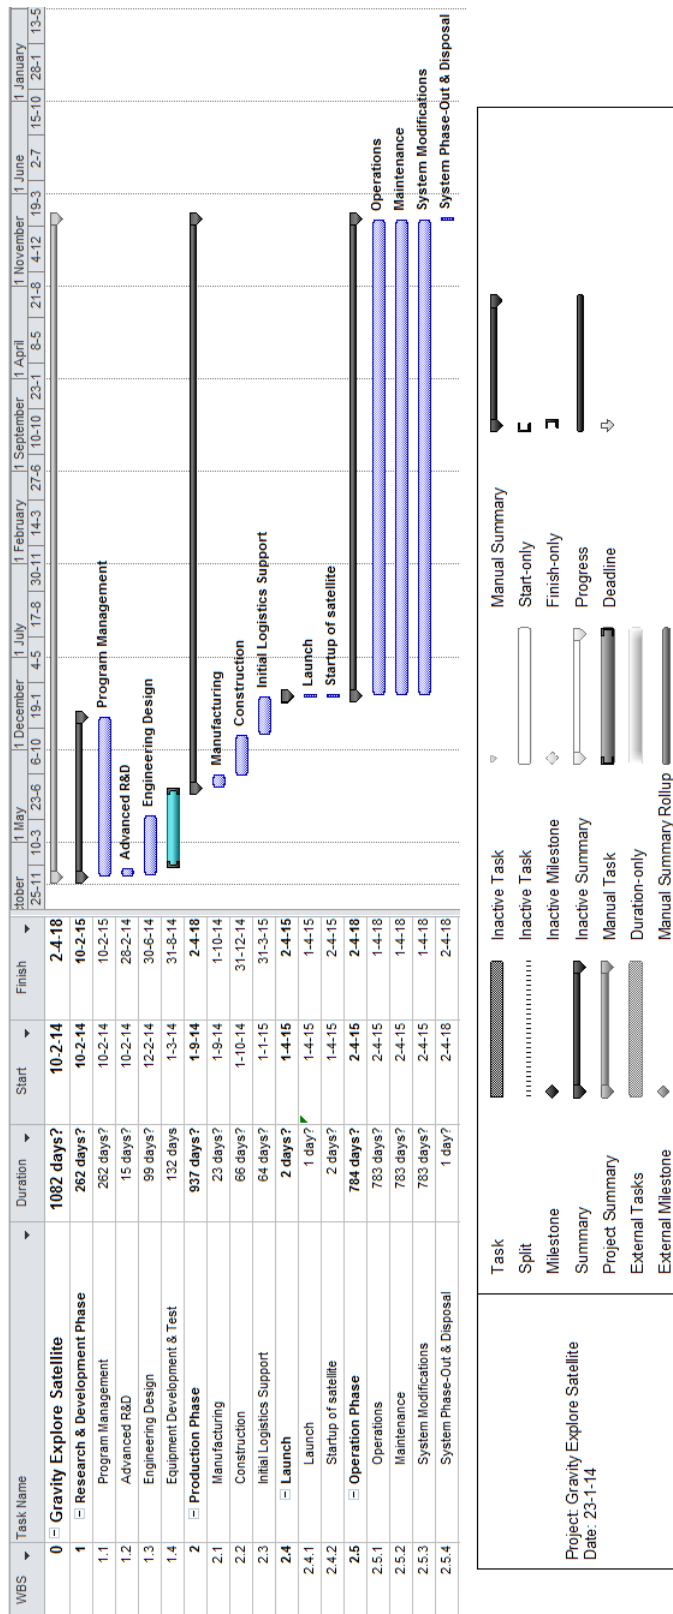 WBS Task Name Duration Start Finish
tober 1 May 1 December 1 July 1 February 1 September 1 April 1 November 1 June 1 January
25-11 10-3 23-6 6-10 19-1 4-5 17-8 30-11 14-3 27-6 10-10 23-1 8-5 21-8 4-12 19-3 2-7 15-10 28-1 13-5
0 Gravity Explore Satellite 1082 days? 10-2-14 2-4-18
1 Research & Development Phase 262 days? 10-2-14 10-2-15
1.1 Program Management 262 days? 10-2-14 10-2-15 Program Management
1.2 Advanced R&D 15 days? 10-2-14 28-2-14 Advanced R&D
1.3 Engineering Design 99 days? 12-2-14 30-6-14 Engineering Design
1.4 Equipment Development & Test 132 days 1-3-14 31-8-14
2 Production Phase 937 days? 1-9-14 2-4-18
2.1 Manufacturing 23 days? 1-9-14 1-10-14 Manufacturing
2.2 Construction 66 days? 1-10-14 31-12-14 Construction
2.3 Initial Logistics Support 64 days? 1-1-15 31-3-15 Initial Logistics Support
2.4 Launch 2 days? 1-4-15 2-4-15
2.4.1 Launch 1 day? 1-4-15 1-4-15 Launch
2.4.2 Startup of satellite 2 days? 1-4-15 2-4-15 Startup of satellite
2.5 Operation Phase 784 days? 2-4-15 2-4-18
2.5.1 Operations 783 days? 2-4-15 1-4-18 Operations
2.5.2 Maintenance 783 days? 2-4-15 1-4-18 Maintenance
2.5.3 System Modifications 783 days? 2-4-15 1-4-18 System Modifications
2.5.4 System Phase-Out & Disposal 1 day? 2-4-18 2-4-18 System Phase-Out & Disposal
Project: Gravity Explore Satellite
Date: 23-1-14
Task Inactive Task Manual Summary
Split Inactive Task Start-only
Milestone Inactive Milestone Finish-only
Summary Inactive Summary Progress
Project Summary Manual Task Deadline
External Tasks Duration-only
External Milestone Manual Summary Rollup